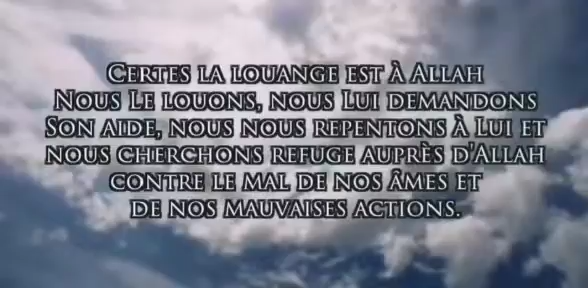 Certes la louange est à Allah
Nous Le louons, nous Lui demandons
Son aide, nous nous repentons à Lui et
nous cherchons refuge auprès d'Allah
contre le mal de nos âmes et
de nos mauvaises actions.